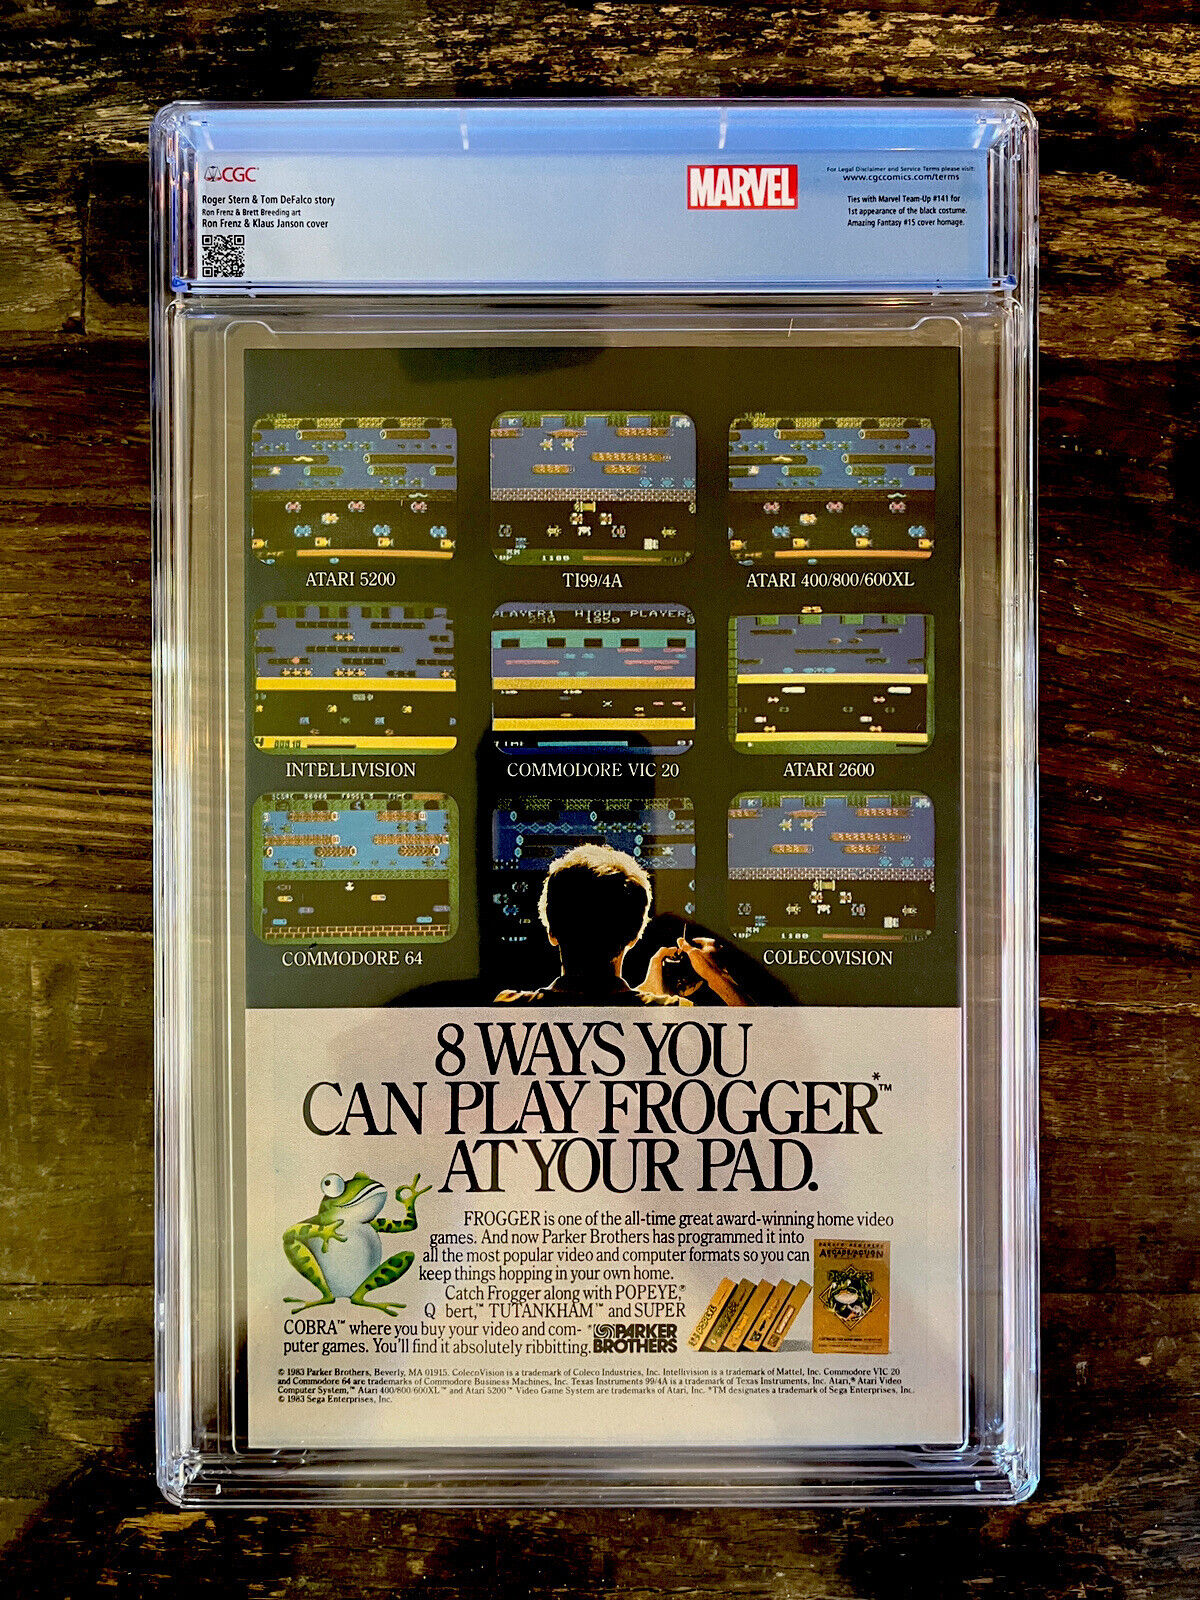 CGC
Roger Stern & Tom DeFalco story
Ron Frenz & Brett Breeding art
Ron Frenz & Klaus Janson cover
MARVEL
For Legal Disclaimer and Service Terms please visit:
www.cgccomics.com/terms
Ties with Marvel Team-Up #141 for
1st appearance of the black costume.
Amazing Fantasy #15 cover homage.
ATARI 5200
1100
TI99/4A
ATARI 400/800/600XL
INTELLIVISION
PLAYER1 HIGH PLAYER
1850
COMMODORE VIC 20
ATARI 2600
TIME
COMMODORE 64
1100
COLECOVISION
8 WAYS YOU
CAN PLAY FROGGER*™
AT YOUR PAD.
FROGGER is one of the all-time great award-winning home video
games. And now Parker Brothers has programmed it into
all the most popular video and computer formats so you can
keep things hopping in your own home.
Catch Frogger along with POPEYE,®
Q bert,™ TUTANKHAM™ and SUPER
COBRA™ where you buy your video and com-
puter games. You'll find it absolutely ribbitting.
PARKER
BROTHERS
ARCADE/ACTION
FROGGER
© 1983 Parker Brothers, Beverly, MA 01915. ColecoVision is a trademark of Coleco Industries, Inc. Intellivision is a trademark of Mattel, Inc. Commodore VIC 20
and Commodore 64 are trademarks of Commodore Business Machines, Inc. Texas Instruments 99/4A is a trademark of Texas Instruments, Inc. Atari,® Atari Video
Computer System,™ Atari 400/800/600XL™ and Atari 5200™ Video Game System are trademarks of Atari, Inc. *TM designates a trademark of Sega Enterprises, Inc.
© 1983 Sega Enterprises, Inc.